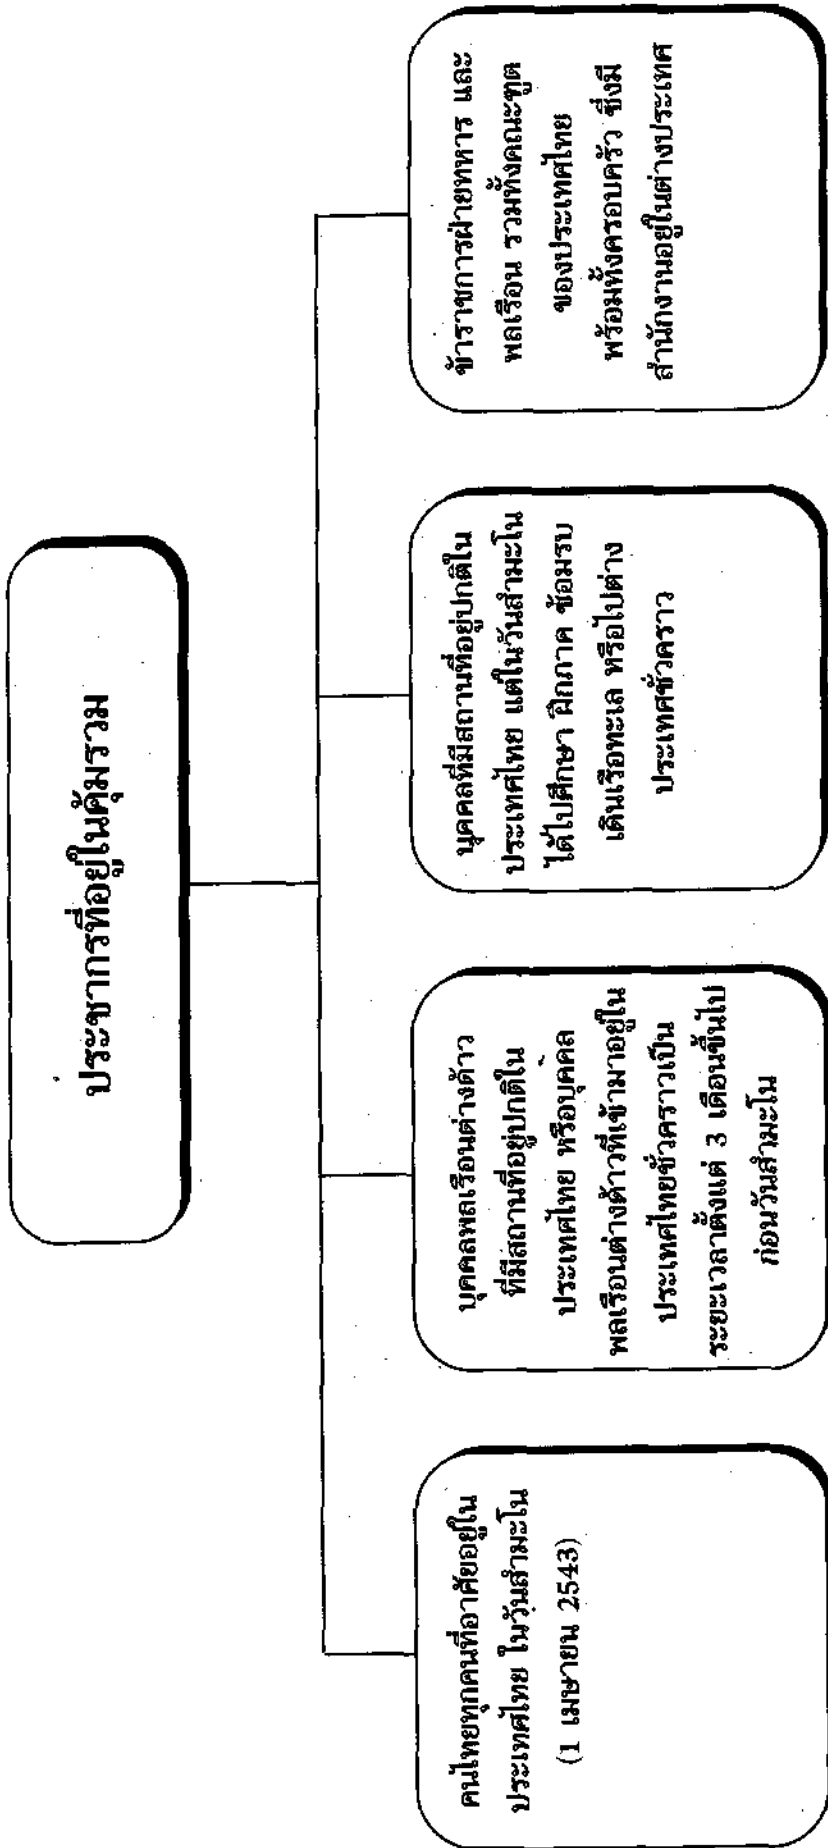 ประชากรที่อยู่ในคุ้มรวม
คนไทยทุกคนที่อาศัยอยู่ใน
ประเทศไทย ในวันสำมะโน
(1 เมษายน 2543)
บุคคลพลเรือนต่างด้าว
ที่มีสถานที่อยู่ปกติใน
ประเทศไทย หรือบุคคล
พลเรือนต่างด้าวที่เข้ามาอยู่ใน
ประเทศไทยชั่วคราวเป็น
ระยะเวลาตั้งแต่ 3 เดือนขึ้นไป
ก่อนวันสำมะโน
บุคคลที่มีสถานที่อยู่ปกติใน
ประเทศไทย แต่ในวันสำมะโน
ได้ไปศึกษา ฝึกภาค ซ้อมรบ
เดินเรือทะเล หรือไปต่าง
ประเทศชั่วคราว
ข้าราชการฝ่ายทหาร และ
พลเรือน รวมทั้งคณะทูต
ของประเทศไทย
พร้อมทั้งครอบครัว ซึ่งมี
สำนักงานอยู่ในต่างประเทศ